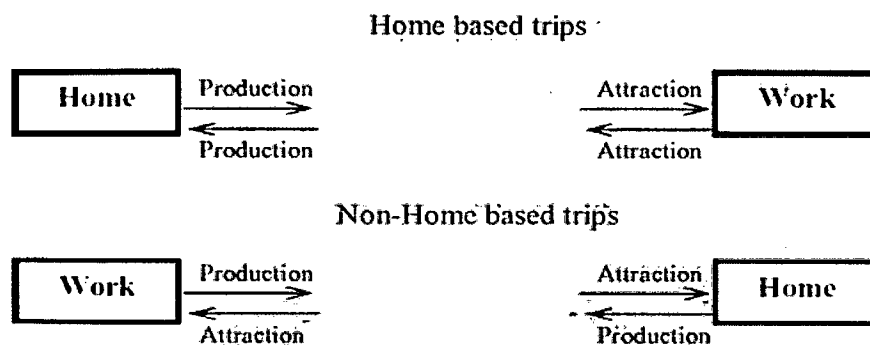 Home based trips
Home Production Attraction Work
Production Attraction
Non-Home based trips
Work Production Attraction Home
Attraction Production